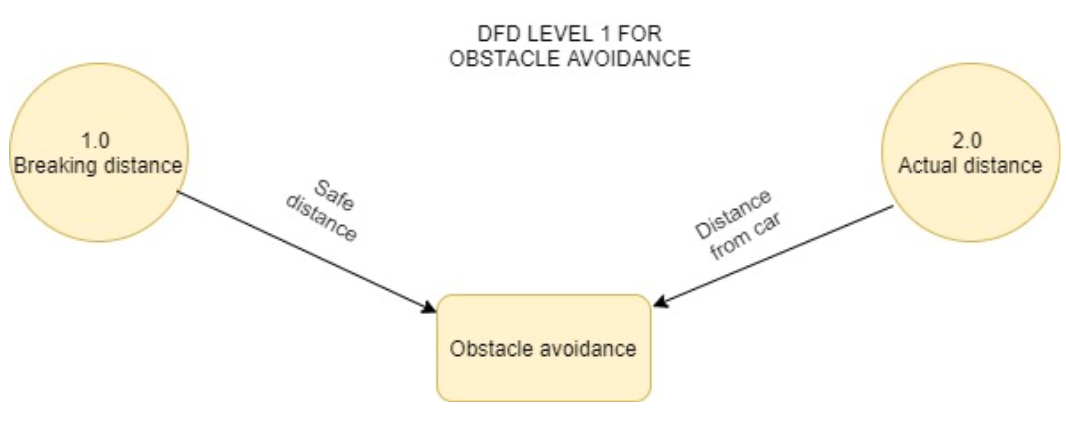 DFD LEVEL 1 FOR
OBSTACLE AVOIDANCE
1.0
Breaking distance
2.0
Actual distance
Safe
distance
Distance
from car
Obstacle avoidance